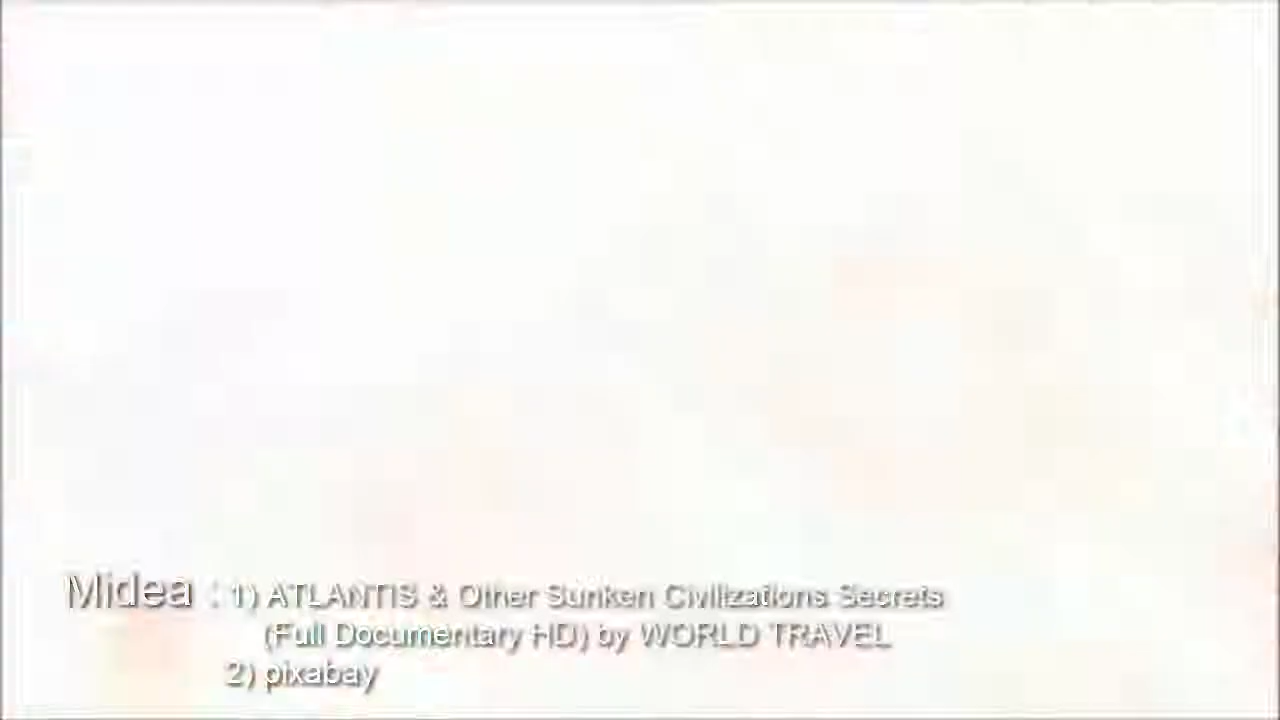 Midea : 1) ATLANTIS & Other Sunken Civilizations Secrets
(Full Documentary HD) by WORLD TRAVEL
2) pixabay